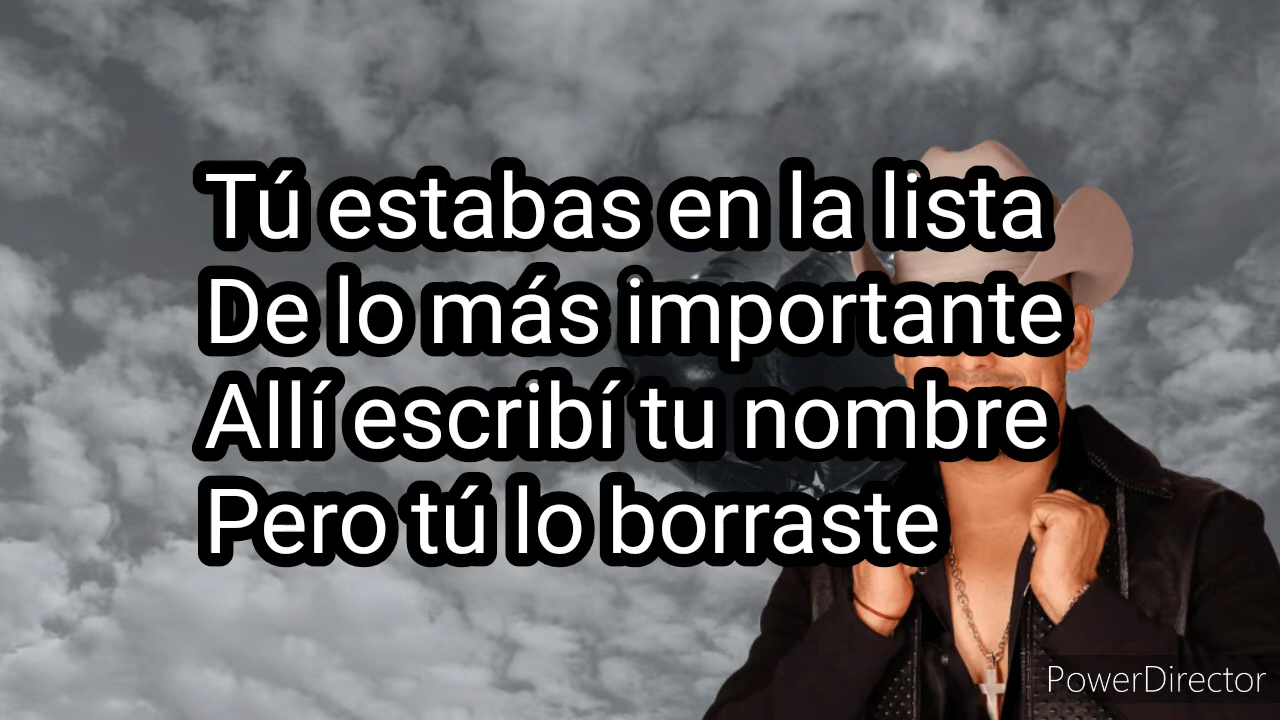 Tú estabas en la lista
De lo más importante
Allí escribí tu nombre
Pero tú lo borraste
PowerDirector